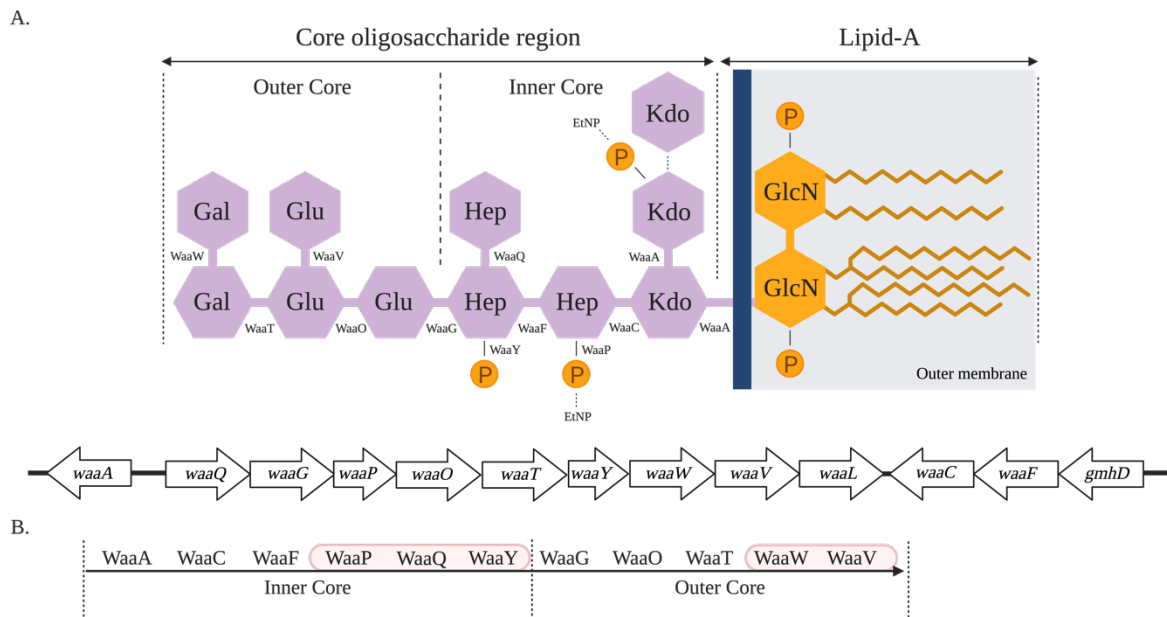 A.
Core oligosaccharide region Lipid-A
Outer Core Inner Core
Kdo
P
EtNP
P
Gal Glu Hep Kdo GlcN
WaaW WaaV WaaQ WaaA
Gal Glu Glu Hep Hep Kdo GlcN
WaaT WaaO WaaG WaaF WaaC WaaA
WaaY WaaP
P P P
Outer membrane
EtNP
waaA waaQ waaG waaP waaO waaT waaY waaW waaV waaL waaC waaF gmhD
B.
WaaA WaaC WaaF WaaP WaaQ WaaY WaaG WaaO WaaT WaaW WaaV
Inner Core Outer Core